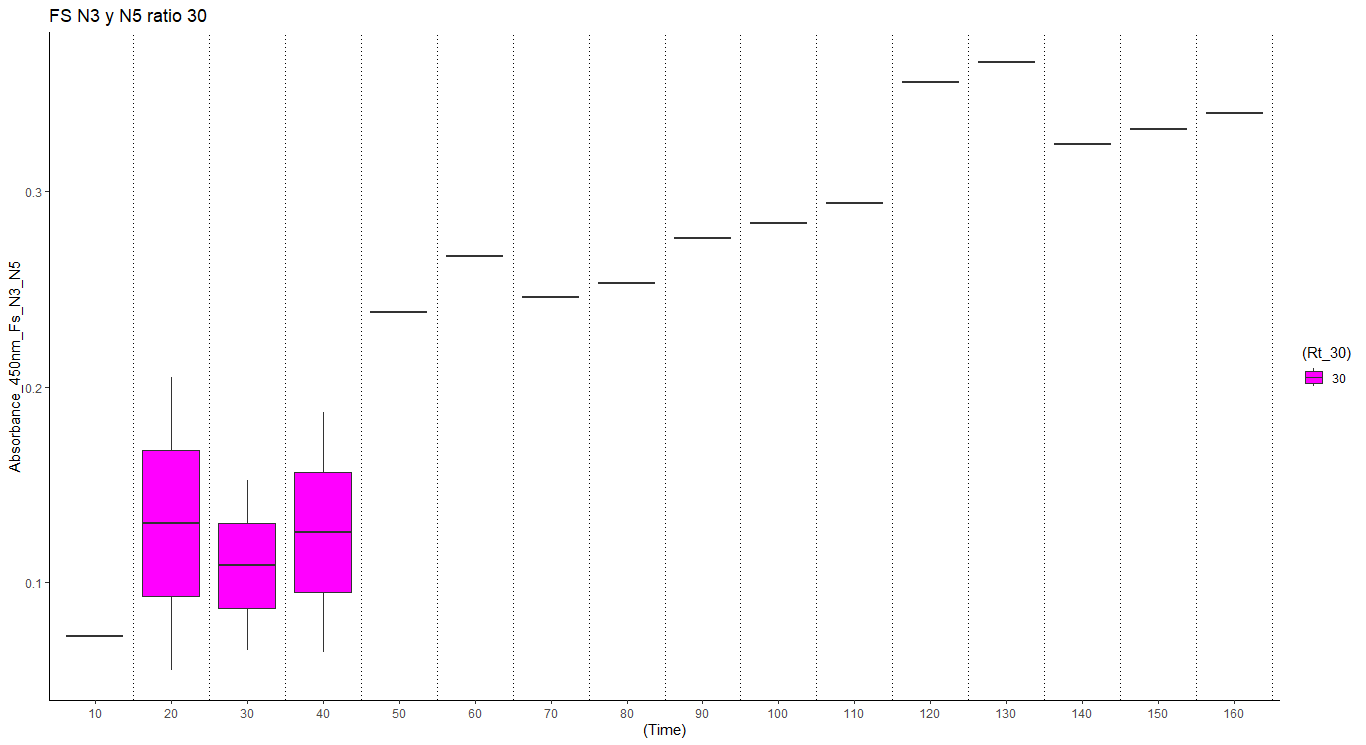 FS N3 y N5 ratio 30
Absorbance_450nm_Fs_N3_N5
0.3
0.2
0.1
10 20 30 40 50 60 70 80 90 100 110 120 130 140 150 160
(Time)
(Rt_30)
30